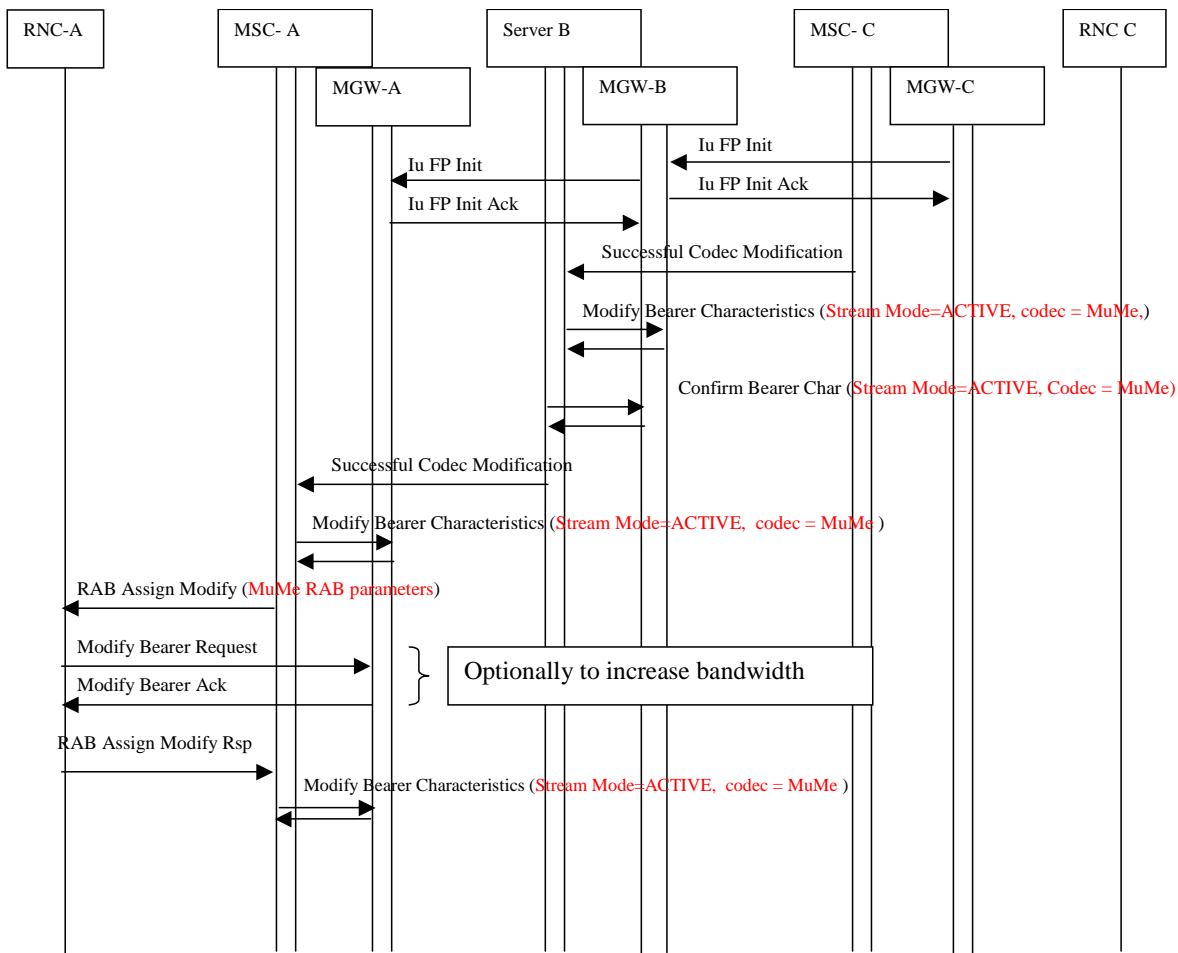 RNC-A
MSC- A
Server B
MSC- C
RNC C
MGW-A
MGW-B
MGW-C
Iu FP Init
Iu FP Init
Iu FP Init Ack
Iu FP Init Ack
Successful Codec Modification
Modify Bearer Characteristics (Stream Mode=ACTIVE, codec = MuMe,)
Confirm Bearer Char (Stream Mode=ACTIVE, Codec = MuMe)
Successful Codec Modification
Modify Bearer Characteristics (Stream Mode=ACTIVE,  codec = MuMe )
RAB Assign Modify (MuMe RAB parameters)
Modify Bearer Request
Optionally to increase bandwidth
Modify Bearer Ack
RAB Assign Modify Rsp
Modify Bearer Characteristics (Stream Mode=ACTIVE,  codec = MuMe )